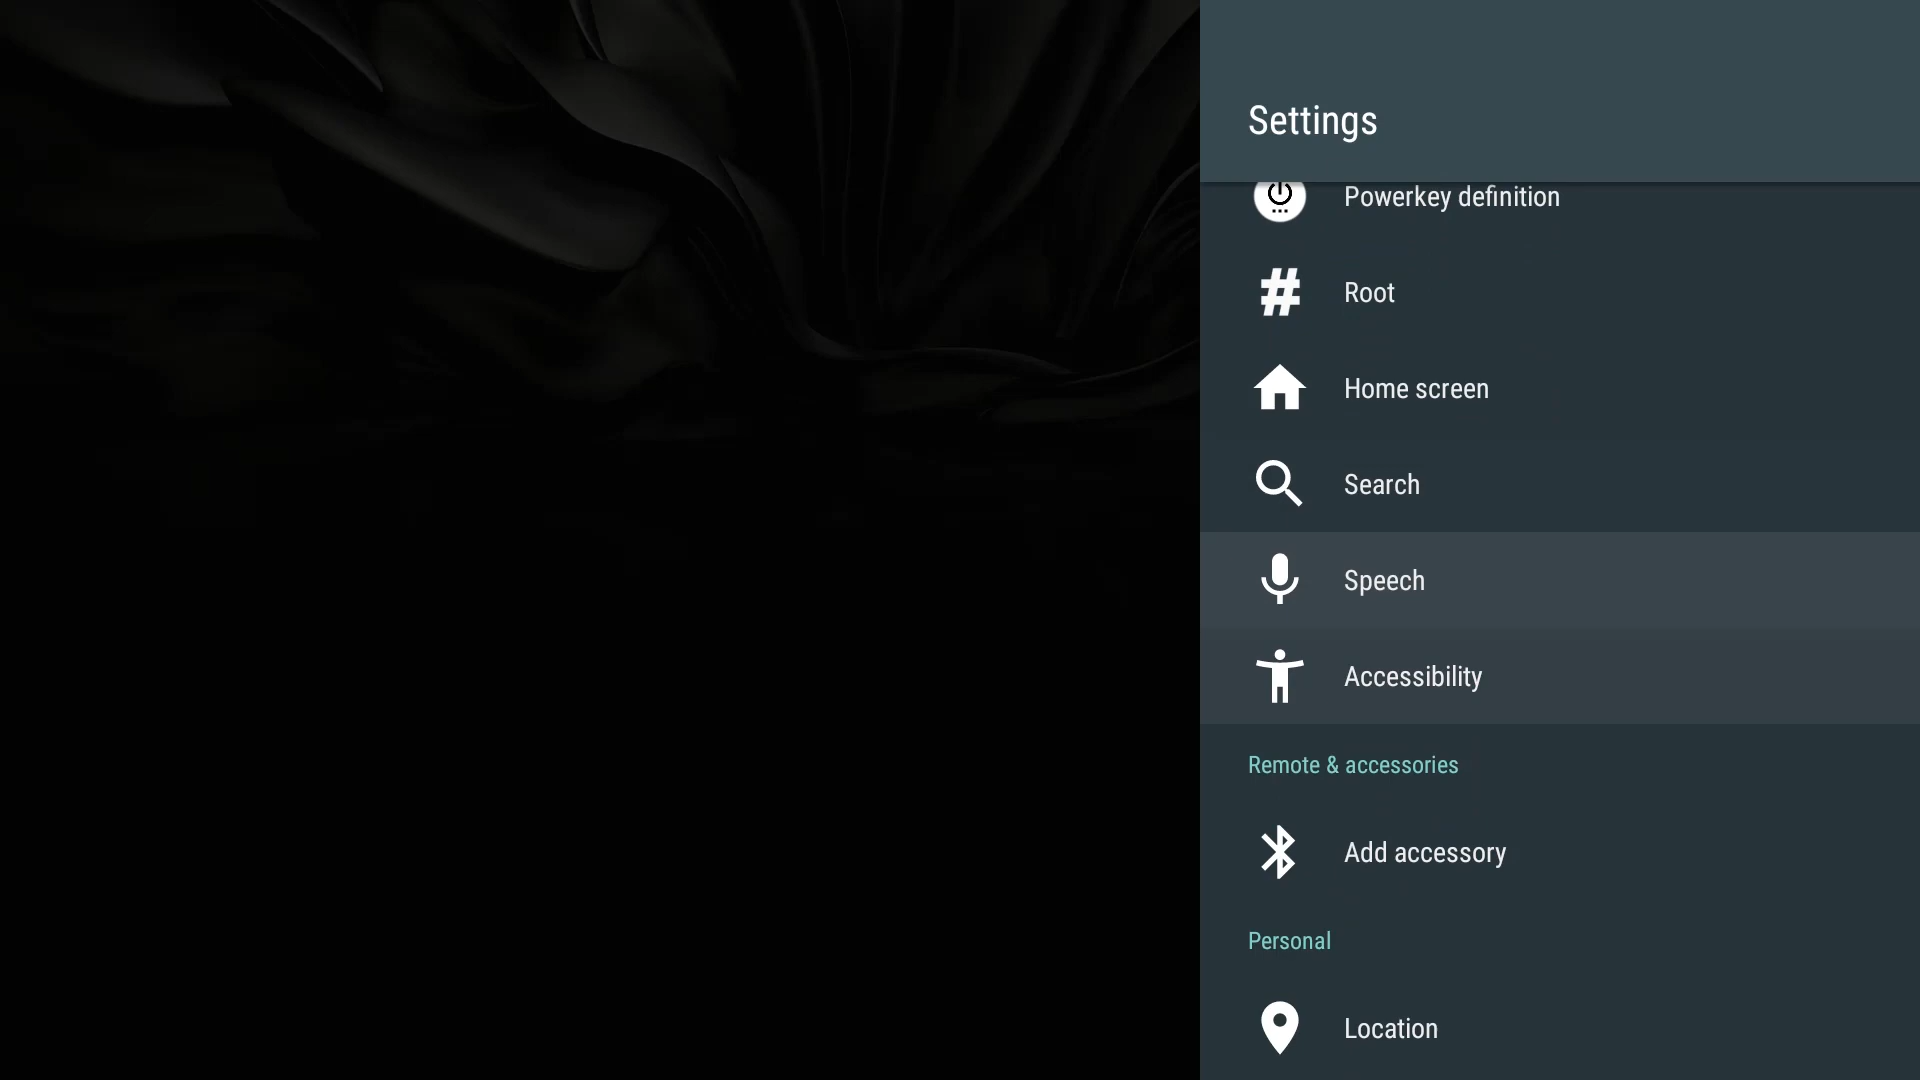 Settings
Powerkey definition
Root
Home screen
Search
Speech
Accessibility
Remote & accessories
Add accessory
Personal
Location